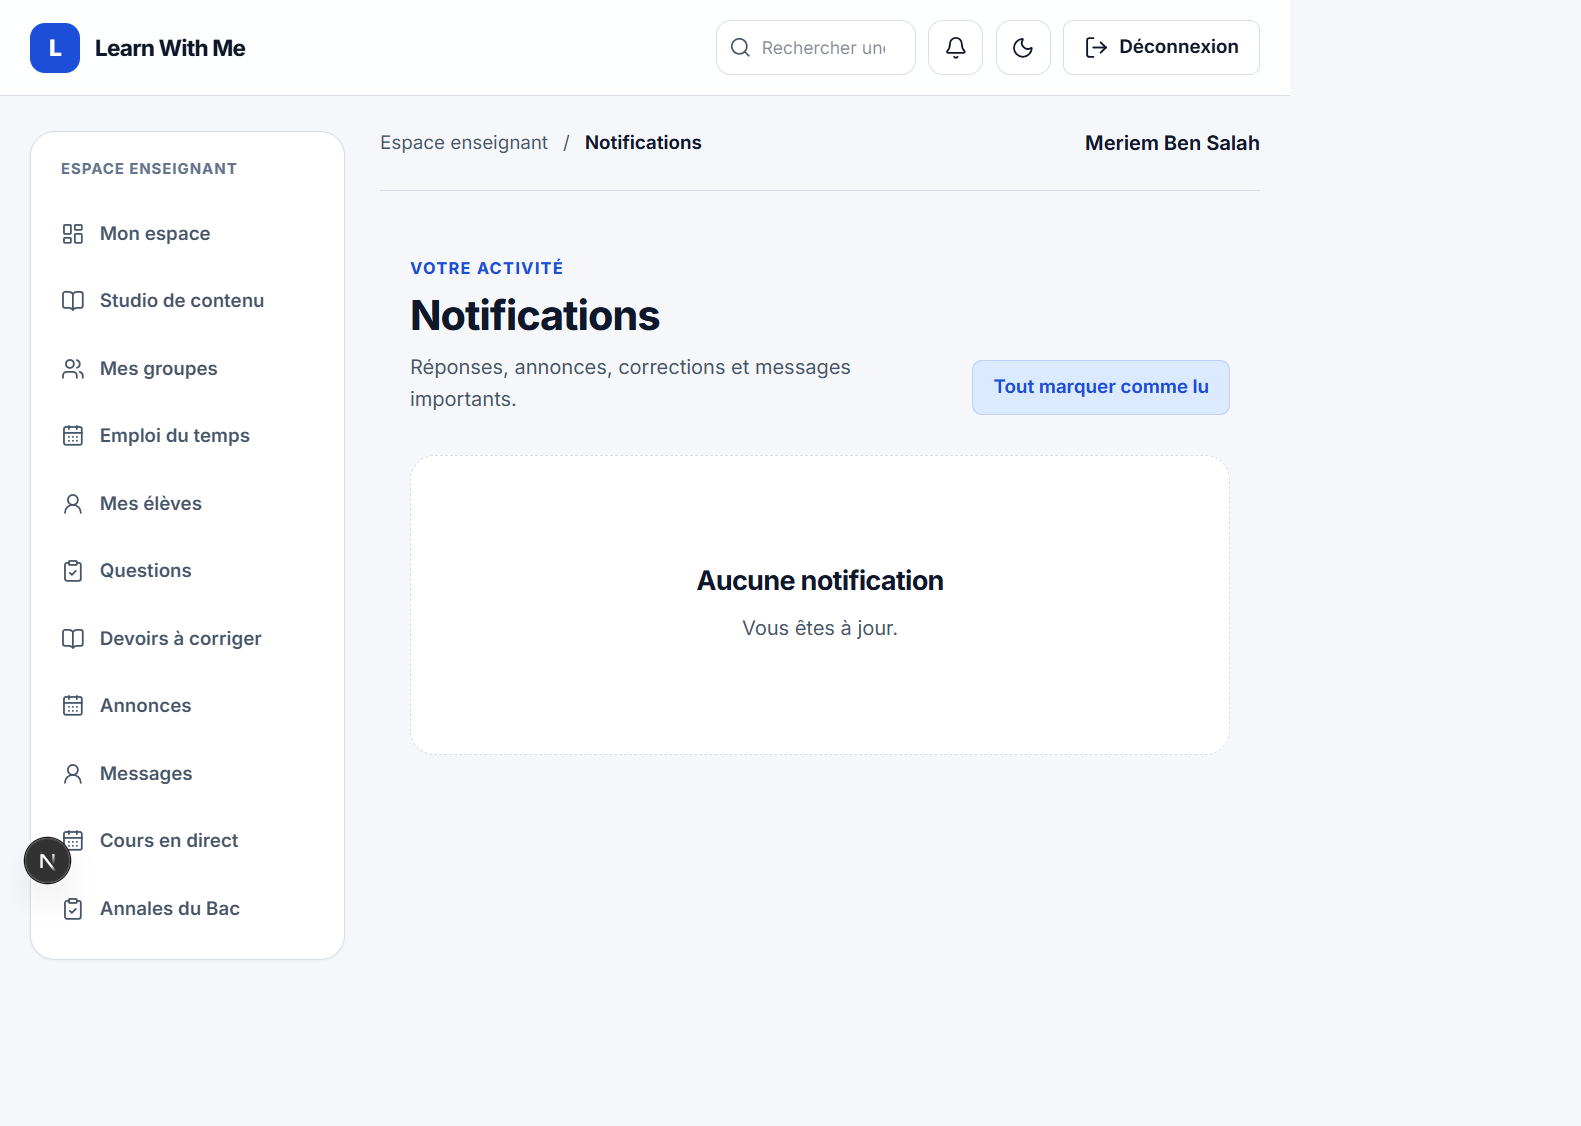 L Learn With Me
Rechercher un
Déconnexion
ESPACE ENSEIGNANT
Mon espace
Studio de contenu
Mes groupes
Emploi du temps
Mes élèves
Questions
Devoirs à corriger
Annonces
Messages
Cours en direct
Annales du Bac
N
Espace enseignant / Notifications
Meriem Ben Salah
VOTRE ACTIVITÉ
Notifications
Réponses, annonces, corrections et messages
importants.
Tout marquer comme lu
Aucune notification
Vous êtes à jour.